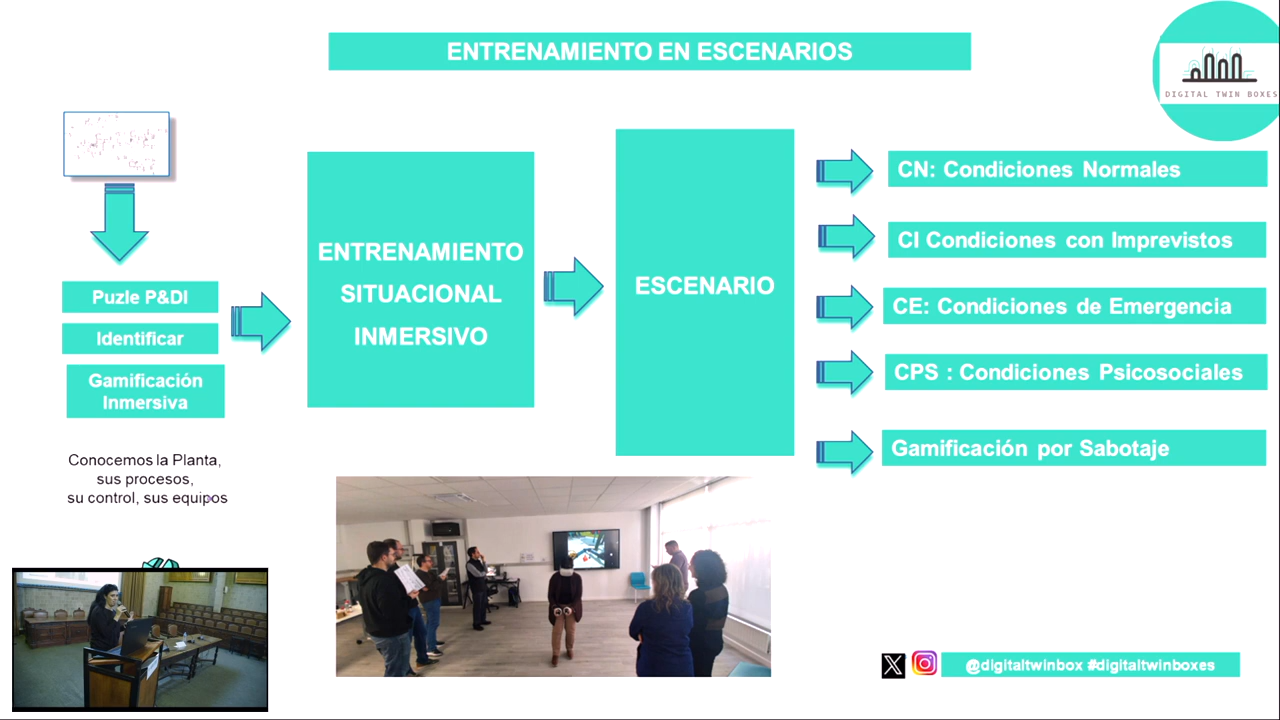 ENTRENAMIENTO EN ESCENARIOS
DIGITAL TWIN BOXES
Puzle P&DI
Identificar
Gamificación
Inmersiva
Conocemos la Planta,
sus procesos,
su control, sus equipos
ENTRENAMIENTO
SITUACIONAL
INMERSIVO
ESCENARIO
CN: Condiciones Normales
CI Condiciones con Imprevistos
CE: Condiciones de Emergencia
CPS : Condiciones Psicosociales
Gamificación por Sabotaje
@digitaltwinbox #digitaltwinboxes